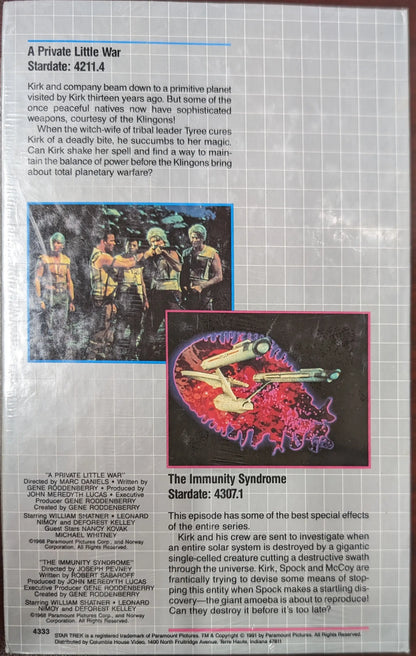 A Private Little War
Stardate: 4211.4
Kirk and company beam down to a primitive planet
visited by Kirk thirteen years ago. But some of the
once peaceful natives now have sophisticated
weapons, courtesy of the Klingons!
When the witch-wife of tribal leader Tyree cures
Kirk of a deadly bite, he succumbs to her magic.
Can Kirk shake her spell and find a way to main-
tain the balance of power before the Klingons bring
about total planetary warfare?
"A PRIVATE LITTLE WAR"
Directed by MARC DANIELS • Written by
GENE RODDENBERRY • Produced by
JOHN MEREDYTH LUCAS • Executive
Producer GENE RODDENBERRY
Created by GENE RODDENBERRY
Starring WILLIAM SHATNER • LEONARD
NIMOY and DEFOREST KELLEY
Guest Stars NANCY KOVAK
MICHAEL WHITNEY
©1968 Paramount Pictures Corp., and Norway
Corporation. All Rights Reserved.
"THE IMMUNITY SYNDROME"
Directed by JOSEPH PEVNEY
Written by ROBERT SABAROFF
Produced by JOHN MEREDYTH LUCAS
Executive Producer GENE RODDENBERRY
Created by GENE RODDENBERRY
Starring WILLIAM SHATNER • LEONARD
NIMOY and DEFOREST KELLEY
©1968 Paramount Pictures Corp., and Norway
Corporation. All Rights Reserved.
The Immunity Syndrome
Stardate: 4307.1
This episode has some of the best special effects
of the entire series.
Kirk and his crew are sent to investigate when
an entire solar system is destroyed by a gigantic
single-celled creature cutting a destructive swath
through the universe. Kirk, Spock and McCoy are
frantically trying to devise some means of stop-
ping this entity when Spock makes a startling dis-
covery—the giant amoeba is about to reproduce!
Can they destroy it before it's too late?
4333
STAR TREK is a registered trademark of Paramount Pictures. TM & Copyright © 1991 by Paramount Pictures. All Rights Reserved.
Distributed by Columbia House Video, 1400 North Fruitridge Avenue, Terre Haute, Indiana 47811